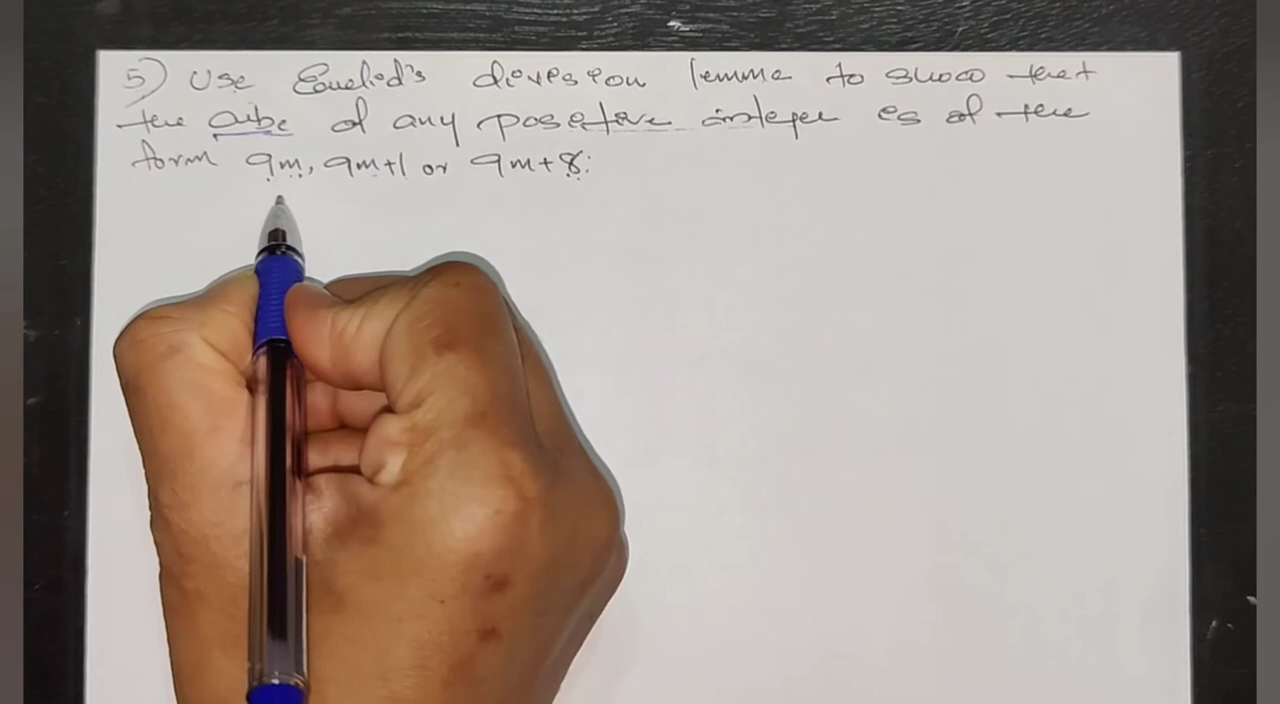 5) Use Euclid's division lemma to show that
the cube of any positive integer is of the
form 9m, 9m+1 or 9m+8.